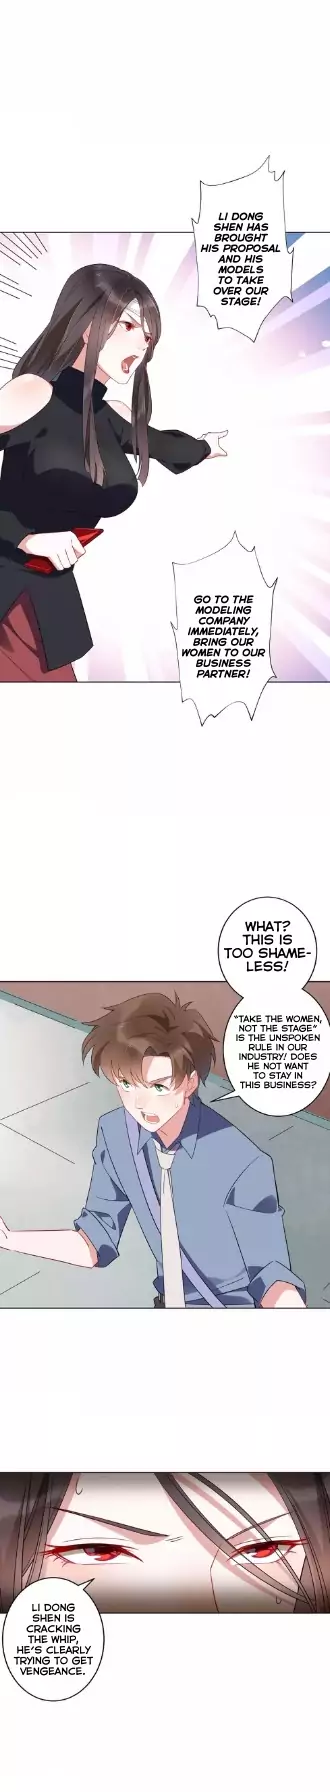 LI DONG
SHEN HAS
BROUGHT
HIS PROPOSAL
AND HIS
MODELS
TO TAKE
OVER OUR
STAGE!
GO TO THE
MODELING
COMPANY
IMMEDIATELY,
BRING OUR
WOMEN TO OUR
BUSINESS
PARTNER!
WHAT?
THIS IS
TOO SHAME-
LESS!
"TAKE THE WOMEN,
NOT THE STAGE"
IS THE UNSPOKEN
RULE IN OUR
INDUSTRY! DOES
HE NOT WANT
TO STAY IN
THIS BUSINESS?
LI DONG
SHEN IS
CRACKING
THE WHIP,
HE'S CLEARLY
TRYING TO GET
VENGEANCE.